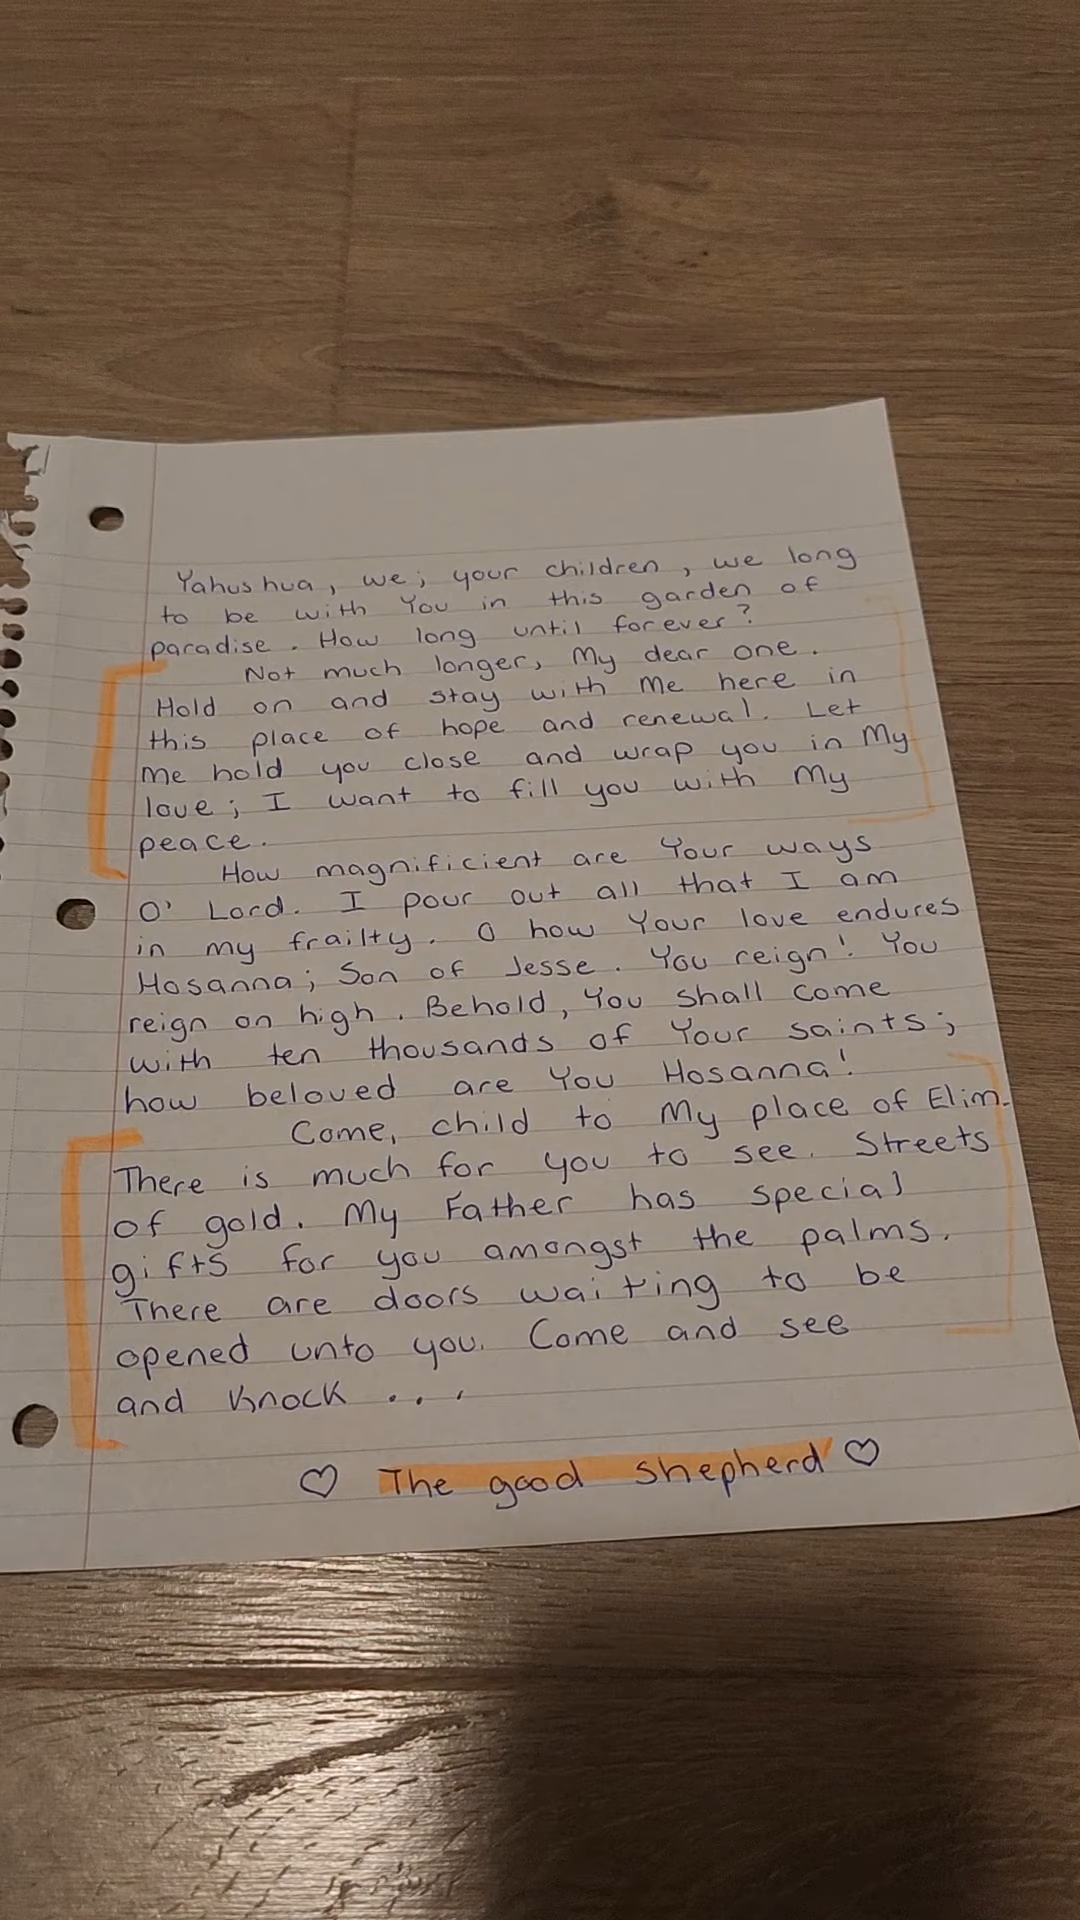 Yahushua, we; your children, we long
to be with You in this garden of
paradise. How long until forever?
Not much longer, My dear one.
Hold on and stay with Me here in
this place of hope and renewal. Let
Me hold you close and wrap you in My
love; I want to fill you with My
peace.
How magnificient are Your ways
O' Lord. I pour out all that I am
in my frailty. O how Your love endures
Hosanna; Son of Jesse. You reign! You
reign on high. Behold, You shall come
with ten thousands of Your saints;
how beloved are You Hosanna!
Come, child to My place of Elim.
There is much for you to see. Streets
of gold. My Father has special
gifts for you amongst the palms.
There are doors waiting to be
opened unto you. Come and see
and knock...
♡ The good shepherd ♡